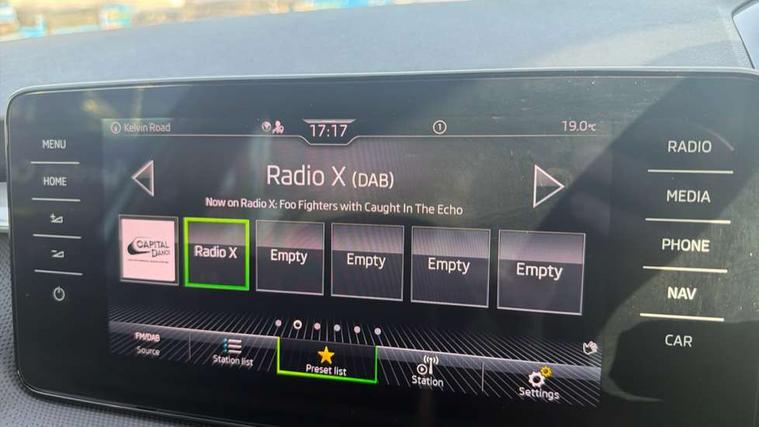 MENU
HOME
Kelvin Road
17:17
1
19.0°C
Radio X (DAB)
Now on Radio X: Foo Fighters with Caught In The Echo
CAPITAL
DANCE
Radio X
Empty
Empty
Empty
Empty
FM/DAB
Source
Station list
Preset list
Station
Settings
RADIO
MEDIA
PHONE
NAV
CAR